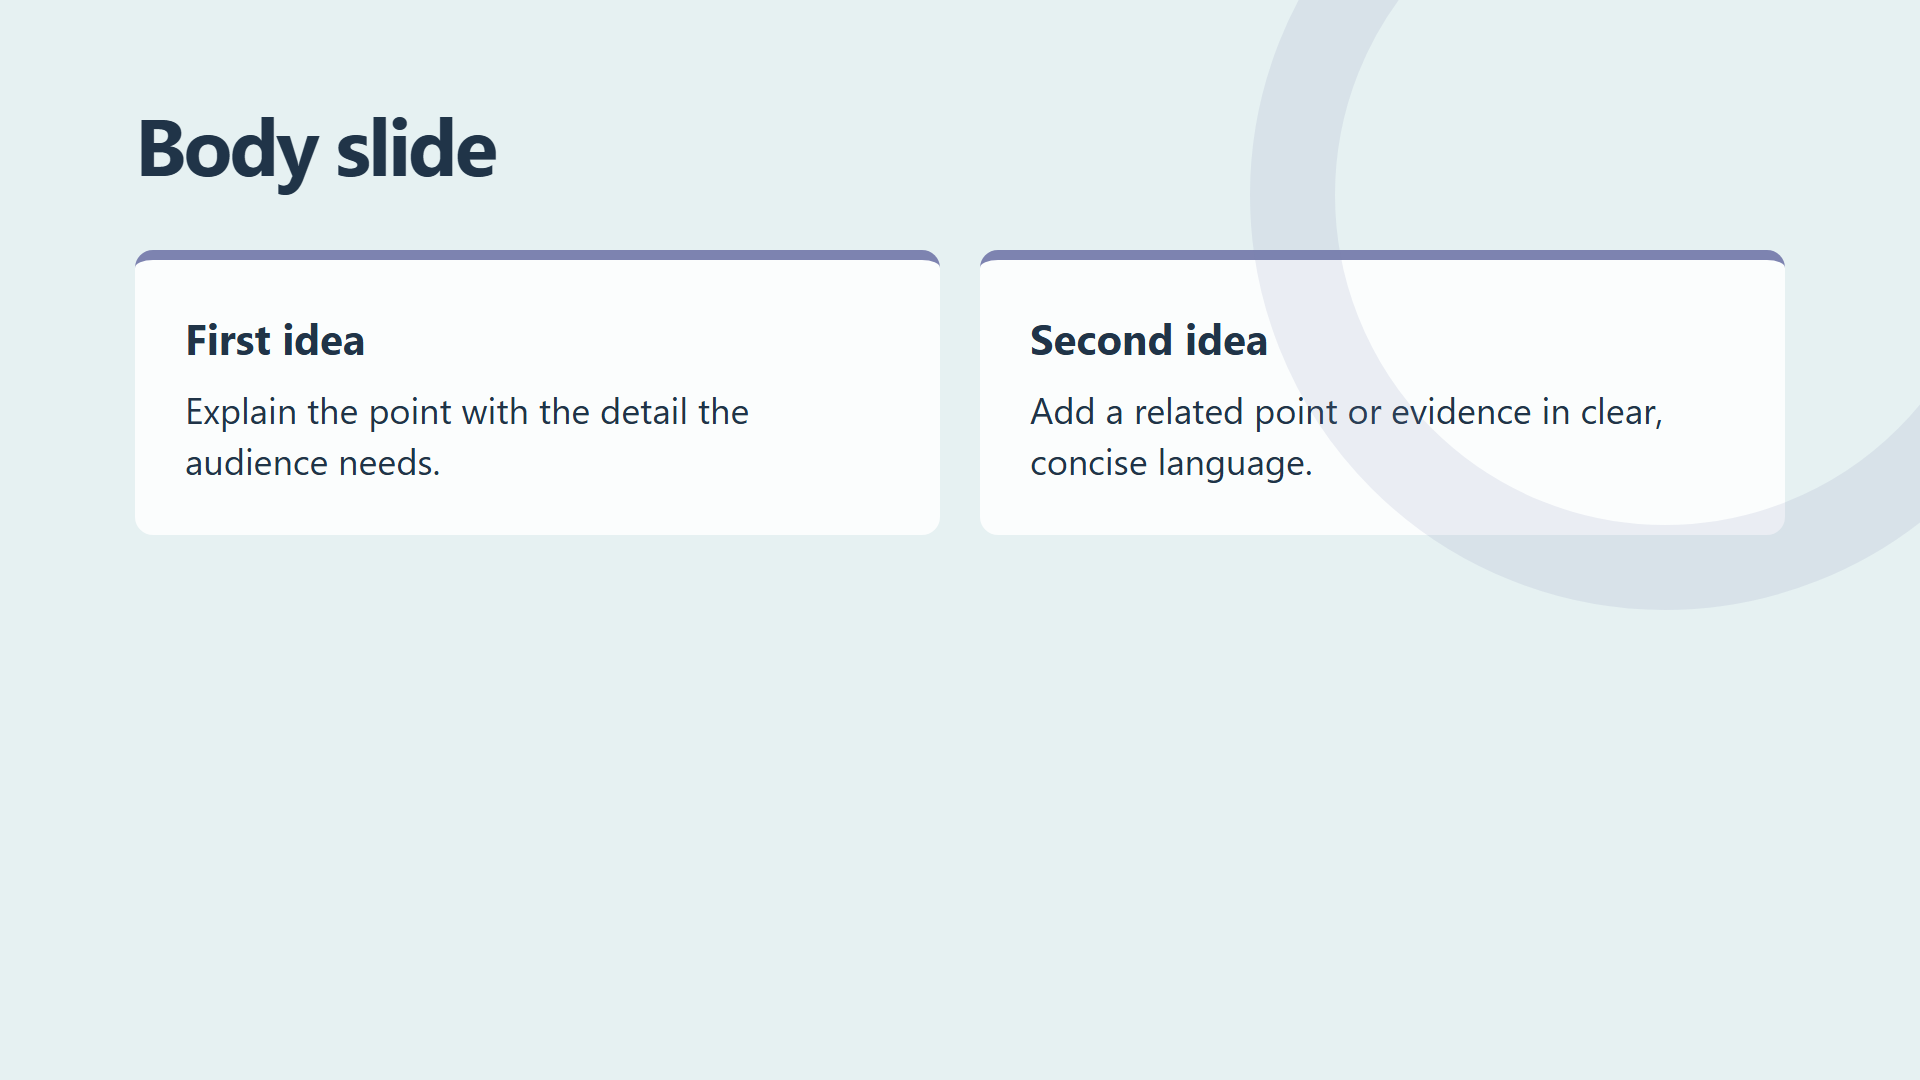 Body slide
First idea
Explain the point with the detail the
audience needs.
Second idea
Add a related point or evidence in clear,
concise language.